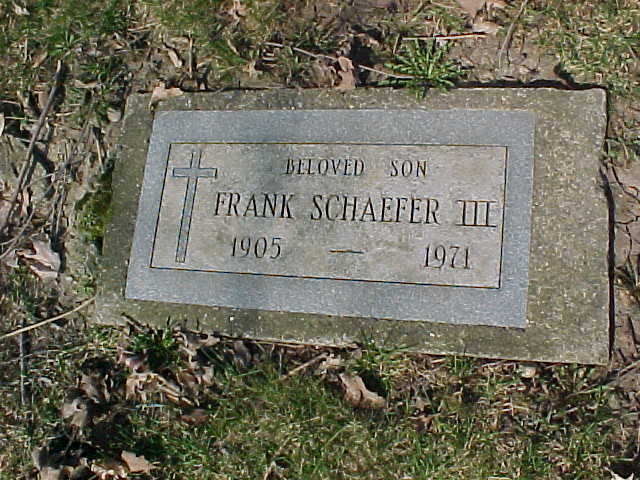 BELOVED SON
FRANK SCHAEFER III
1905 — 1971